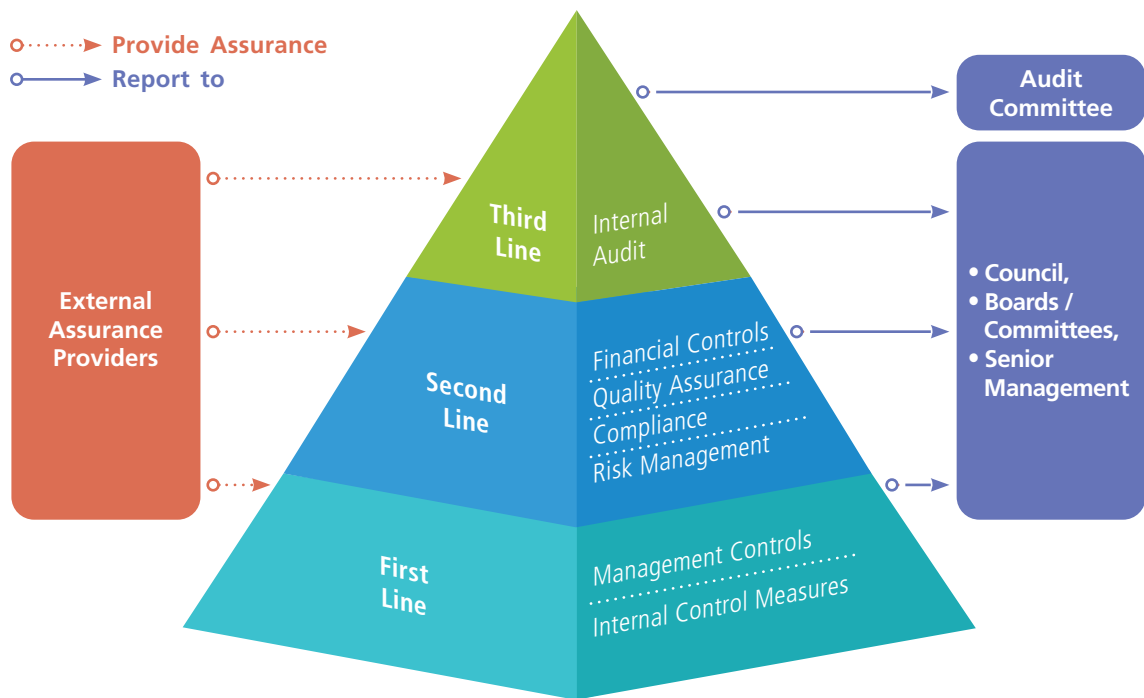 Provide Assurance
Report to
Audit
Committee
External
Assurance
Providers
Third
Line
Internal
Audit
Second
Line
Financial Controls
Quality Assurance
Compliance
Risk Management
First
Line
Management Controls
Internal Control Measures
• Council,
• Boards /
Committees,
• Senior
Management